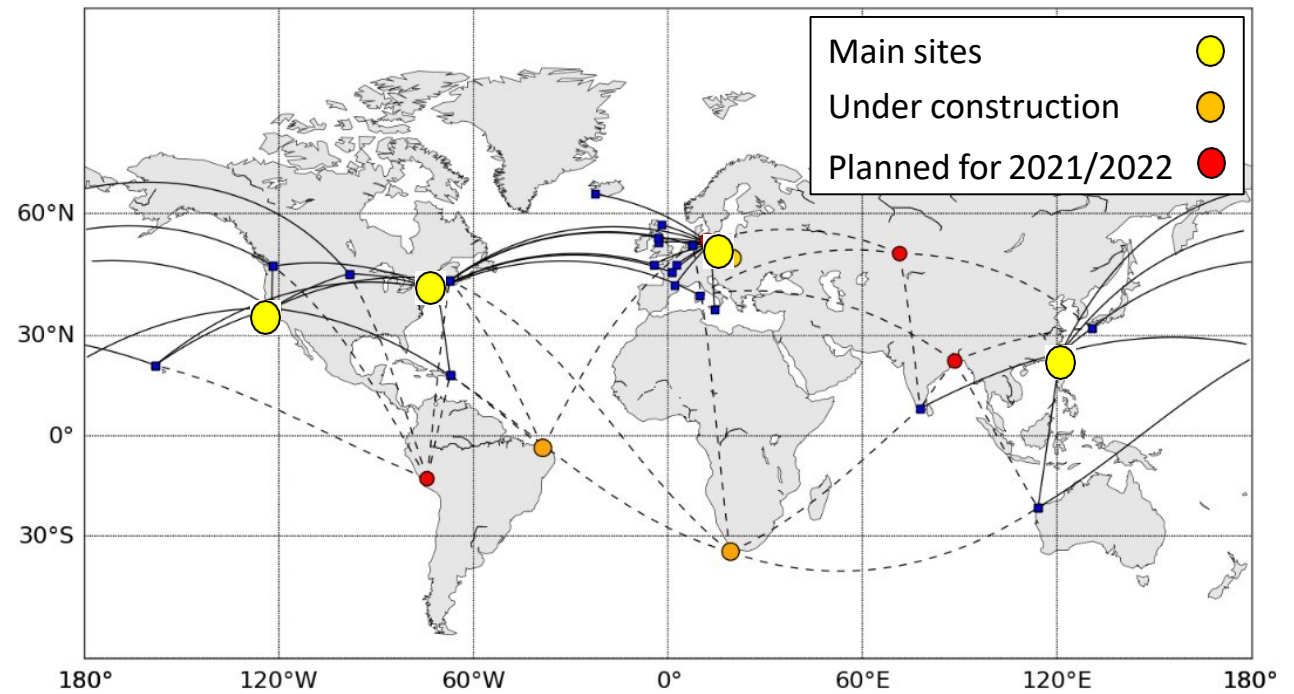 Main sites
Under construction
Planned for 2021/2022
60°N
30°N
0°
30°S
180°
120°W
60°W
0°
60°E
120°E
180°